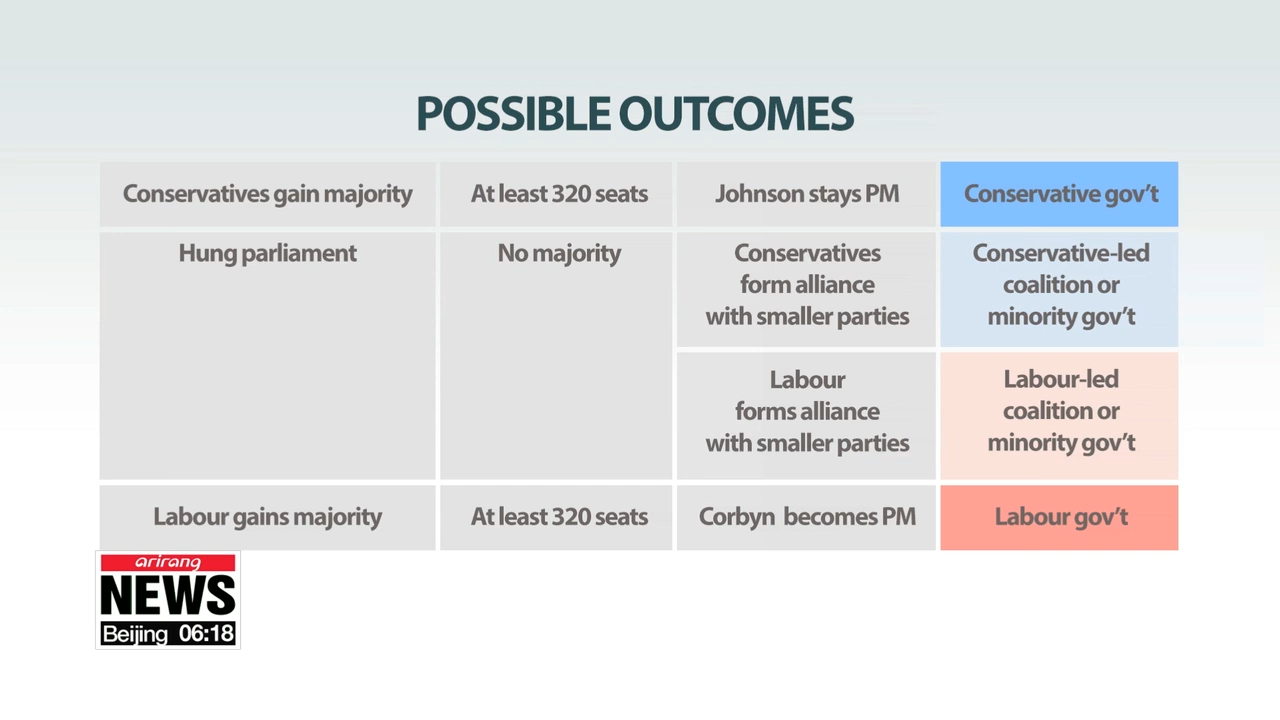 POSSIBLE OUTCOMES
Conservatives gain majority
At least 320 seats
Johnson stays PM
Conservative gov't
Hung parliament
No majority
Conservatives
form alliance
with smaller parties
Conservative-led
coalition or
minority gov't
Labour
forms alliance
with smaller parties
Labour-led
coalition or
minority gov't
Labour gains majority
At least 320 seats
Corbyn becomes PM
Labour gov't
arirang
NEWS
Beijing 06:18